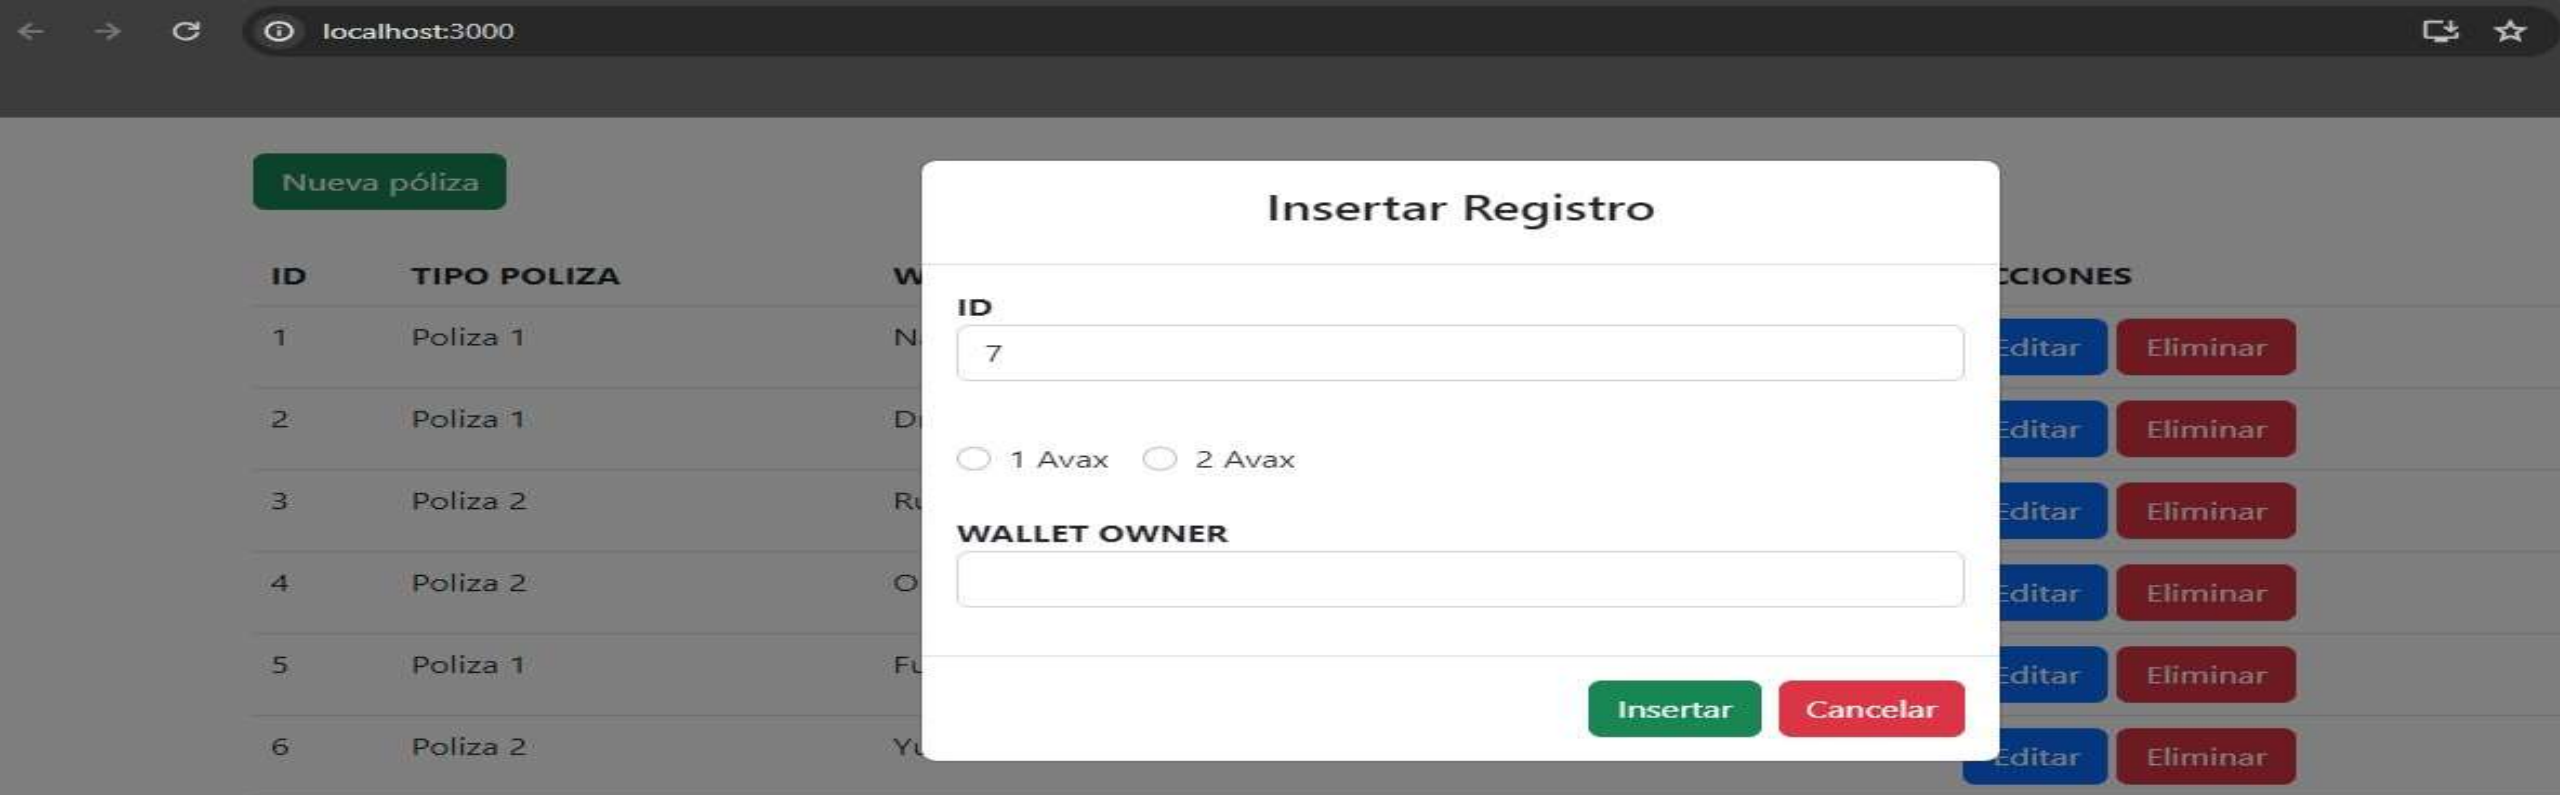 localhost:3000
Nueva póliza
Insertar Registro
ID TIPO POLIZA
ID
7
1 Poliza 1 Eliminar
2 Poliza 1 Eliminar
1 Avax 2 Avax
3 Poliza 2 Eliminar
WALLET OWNER
4 Poliza 2 Eliminar
5 Poliza 1 Eliminar
Insertar Cancelar
6 Poliza 2 Editar Eliminar